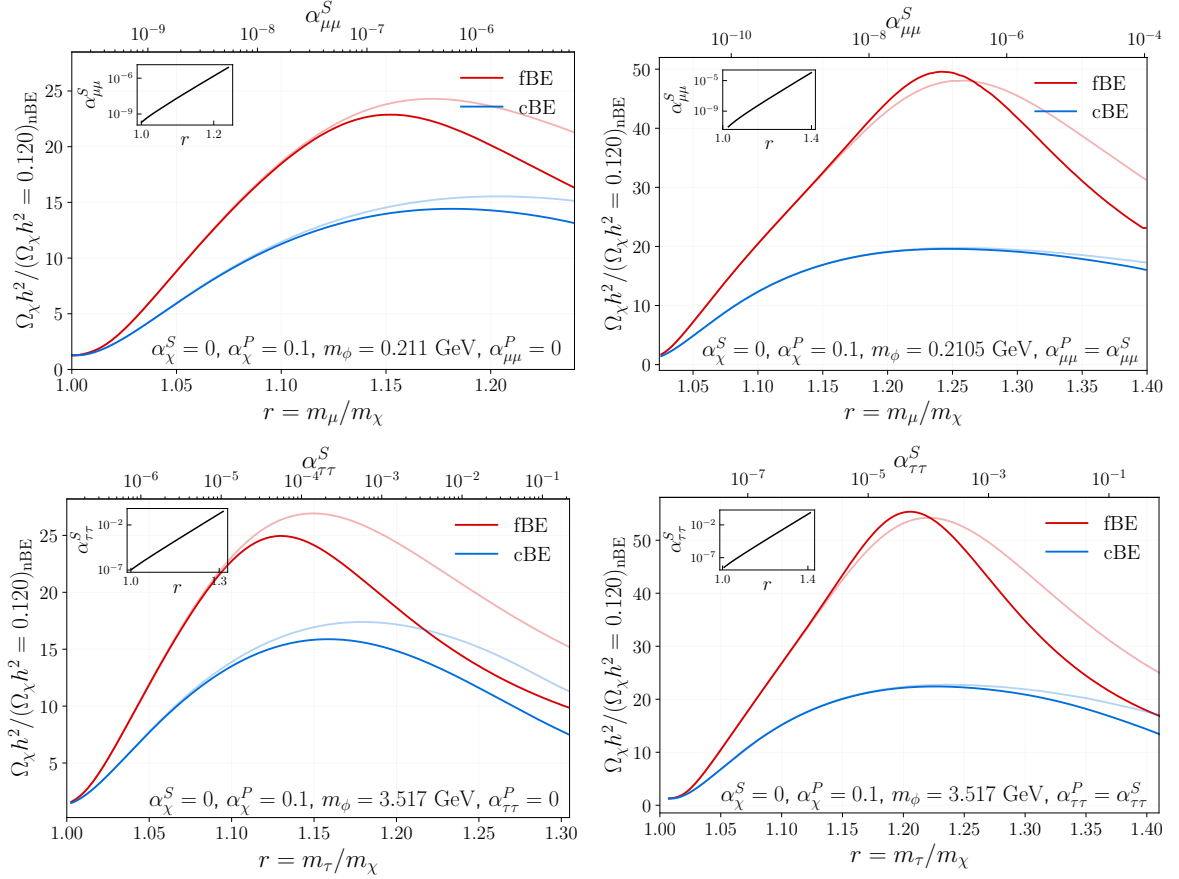 α^S_μμ
10⁻⁹ 10⁻⁸ 10⁻⁷ 10⁻⁶
Ω_χh²/(Ω_χh² = 0.120)_nBE
25
20
15
10
5
0
α^S_μμ
10⁻⁶
10⁻⁹
1.0 1.2
r
fBE
cBE
α^S_χ = 0, α^P_χ = 0.1, m_ϕ = 0.211 GeV, α^P_μμ = 0
1.00 1.05 1.10 1.15 1.20
r = m_μ/m_χ
α^S_μμ
10⁻¹⁰ 10⁻⁸ 10⁻⁶ 10⁻⁴
Ω_χh²/(Ω_χh² = 0.120)_nBE
50
40
30
20
10
0
α^S_μμ
10⁻⁵
10⁻⁹
1.0 1.4
r
fBE
cBE
α^S_χ = 0, α^P_χ = 0.1, m_ϕ = 0.2105 GeV, α^P_μμ = α^S_μμ
1.05 1.10 1.15 1.20 1.25 1.30 1.35 1.40
r = m_μ/m_χ
α^S_ττ
10⁻⁶ 10⁻⁵ 10⁻⁴ 10⁻³ 10⁻² 10⁻¹
Ω_χh²/(Ω_χh² = 0.120)_nBE
25
20
15
10
5
α^S_ττ
10⁻²
10⁻⁷
1.0 1.3
r
fBE
cBE
α^S_χ = 0, α^P_χ = 0.1, m_ϕ = 3.517 GeV, α^P_ττ = 0
1.00 1.05 1.10 1.15 1.20 1.25 1.30
r = m_τ/m_χ
α^S_ττ
10⁻⁷ 10⁻⁵ 10⁻³ 10⁻¹
Ω_χh²/(Ω_χh² = 0.120)_nBE
50
40
30
20
10
0
α^S_ττ
10⁻²
10⁻⁷
1.0 1.4
r
fBE
cBE
α^S_χ = 0, α^P_χ = 0.1, m_ϕ = 3.517 GeV, α^P_ττ = α^S_ττ
1.00 1.05 1.10 1.15 1.20 1.25 1.30 1.35 1.40
r = m_τ/m_χ